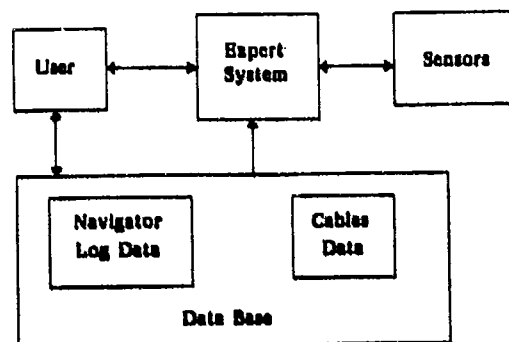 User
Expert
System
Sensors
Navigator
Log Data
Cables
Data
Data Base